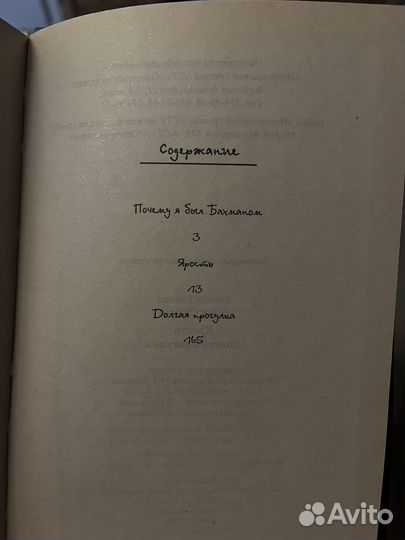 Содержание
Почему я был Бахманом
3
Ярость
13
Долгая прогулка
165
Avito